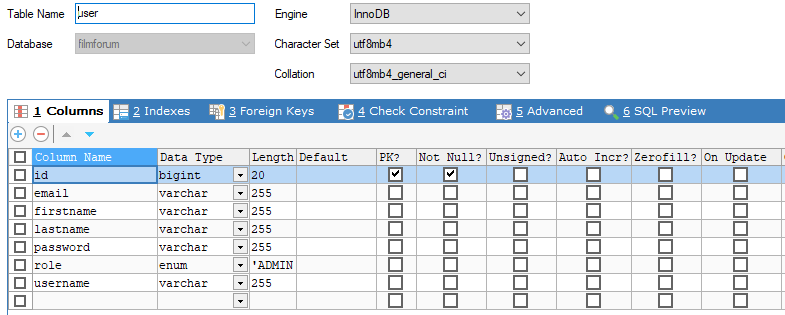 Table Name user Engine InnoDB
Database filmforum Character Set utf8mb4
Collation utf8mb4_general_ci
1 Columns 2 Indexes 3 Foreign Keys 4 Check Constraint 5 Advanced 6 SQL Preview
Column Name Data Type Length Default PK? Not Null? Unsigned? Auto Incr? Zerofill? On Update
id bigint 20
email varchar 255
firstname varchar 255
lastname varchar 255
password varchar 255
role enum 'ADMIN
username varchar 255